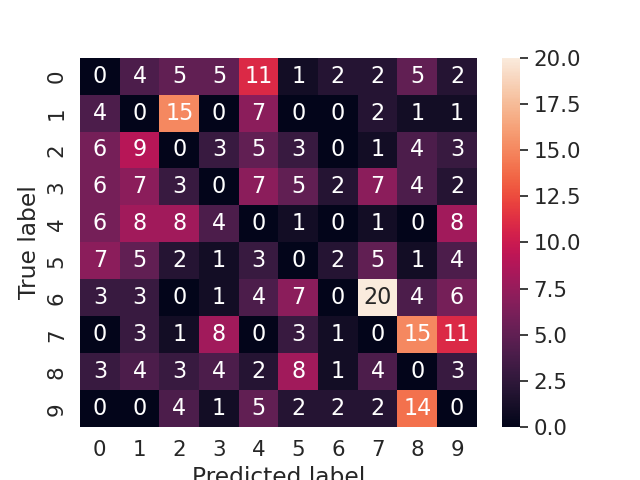 0 0 4 5 5 11 1 2 2 5 2
1 4 0 15 0 7 0 0 2 1 1
2 6 9 0 3 5 3 0 1 4 3
3 6 7 3 0 7 5 2 7 4 2
4 6 8 8 4 0 1 0 1 0 8
5 7 5 2 1 3 0 2 5 1 4
6 3 3 0 1 4 7 0 20 4 6
7 0 3 1 8 0 3 1 0 15 11
8 3 4 3 4 2 8 1 4 0 3
9 0 0 4 1 5 2 2 2 14 0
0 1 2 3 4 5 6 7 8 9
Predicted label
True label
20.0
17.5
15.0
12.5
10.0
7.5
5.0
2.5
0.0